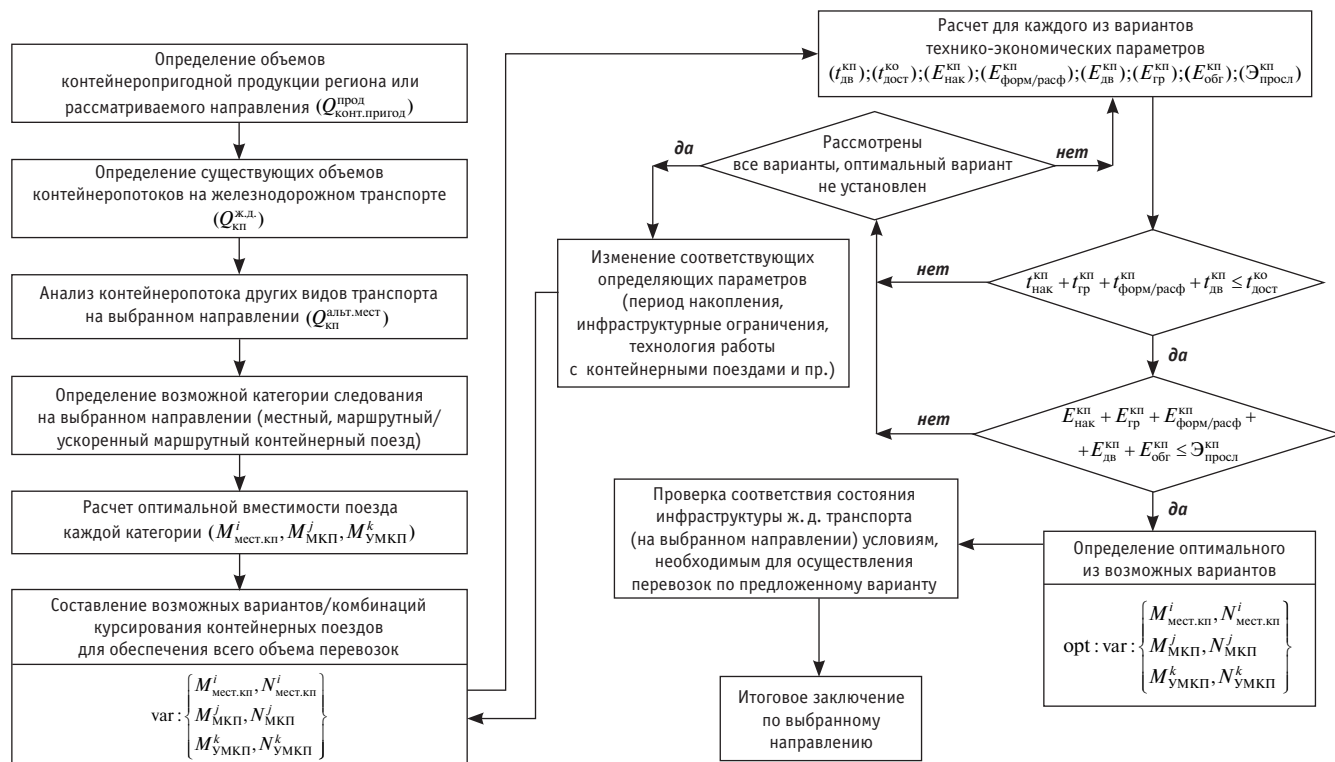 Определение объемов
контейнеропригодной продукции региона или
рассматриваемого направления (Q^прод_конт.пригод)
Определение существующих объемов
контейнеропотоков на железнодорожном транспорте
(Q^ж.д._кп)
Анализ контейнеропотока других видов транспорта
на выбранном направлении (Q^альт.мест_кп)
Определение возможной категории следования
на выбранном направлении (местный, маршрутный/
ускоренный маршрутный контейнерный поезд)
Расчет оптимальной вместимости поезда
каждой категории (M^i_мест.кп, M^j_МКП, M^k_УМКП)
Составление возможных вариантов/комбинаций
курсирования контейнерных поездов
для обеспечения всего объема перевозок
var : { M^i_мест.кп, N^i_мест.кп
M^j_МКП, N^j_МКП
M^k_УМКП, N^k_УМКП }
Расчет для каждого из вариантов
технико-экономических параметров
(t^кп_дв);(t^ко_дост);(E^кп_нак);(E^кп_форм/расф);(E^кп_дв);(E^кп_гр);(E^кп_обг);(Э^кп_просл)
да
Рассмотрены
все варианты, оптимальный вариант
не установлен
нет
Изменение соответствующих
определяющих параметров
(период накопления,
инфраструктурные ограничения,
технология работы
с контейнерными поездами и пр.)
нет
t^кп_нак + t^кп_гр + t^кп_форм/расф + t^кп_дв ≤ t^ко_дост
да
нет
E^кп_нак + E^кп_гр + E^кп_форм/расф +
+ E^кп_дв + E^кп_обг ≤ Э^кп_просл
да
Определение оптимального
из возможных вариантов
opt : var : { M^i_мест.кп, N^i_мест.кп
M^j_МКП, N^j_МКП
M^k_УМКП, N^k_УМКП }
Проверка соответствия состояния
инфраструктуры ж. д. транспорта
(на выбранном направлении) условиям,
необходимым для осуществления
перевозок по предложенному варианту
Итоговое заключение
по выбранному
направлению